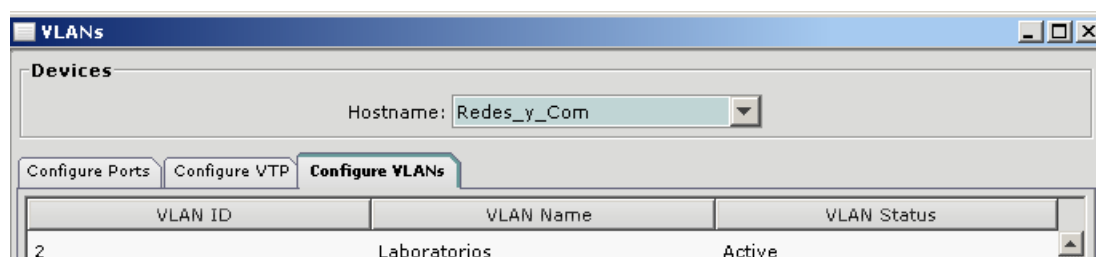 VLANs
Devices
Hostname: Redes_y_Com
Configure Ports Configure VTP Configure VLANs
VLAN ID VLAN Name VLAN Status
2 Laboratorios Active